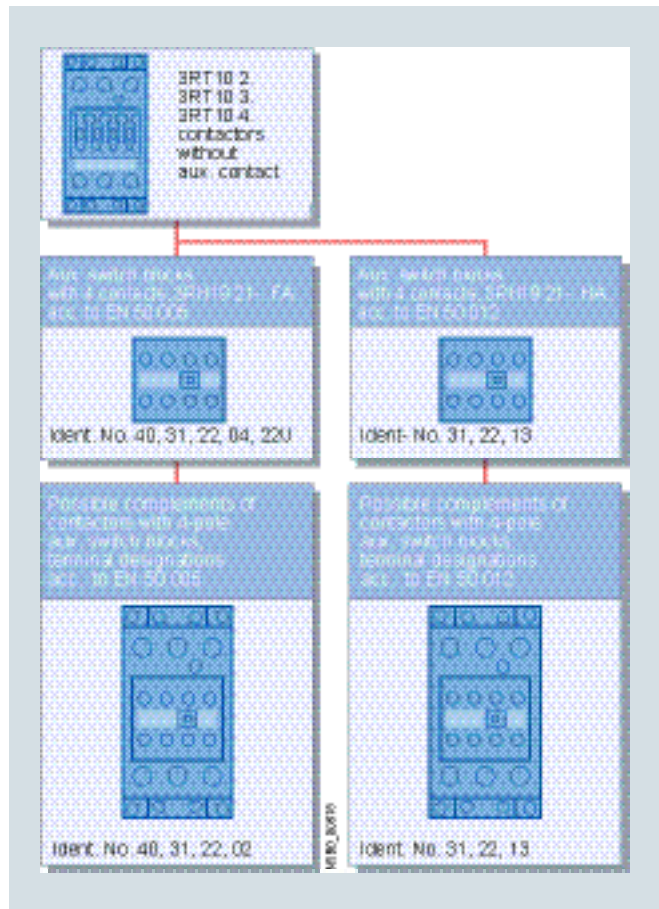 3RT10 2.
3RT10 3.
3RT10 4.
contactors
without
aux. contact
Aux. switch blocks
with 4 contacts, 3RH19 21-. FA.
acc. to EN 50 005
Ident. No. 40, 31, 22, 04, 22U
Aux. switch blocks
with 4 contacts, 3RH19 21-. HA.
acc. to EN 50 012
Ident- No. 31, 22, 13
Possible complements of
contactors with 4-pole
aux. switch blocks,
terminal designations
acc. to EN 50 005
Ident. No. 40, 31, 22, 02
Possible complements of
contactors with 4-pole
aux. switch blocks,
terminal designations
acc. to EN 50 012
Ident. No. 31, 22, 13